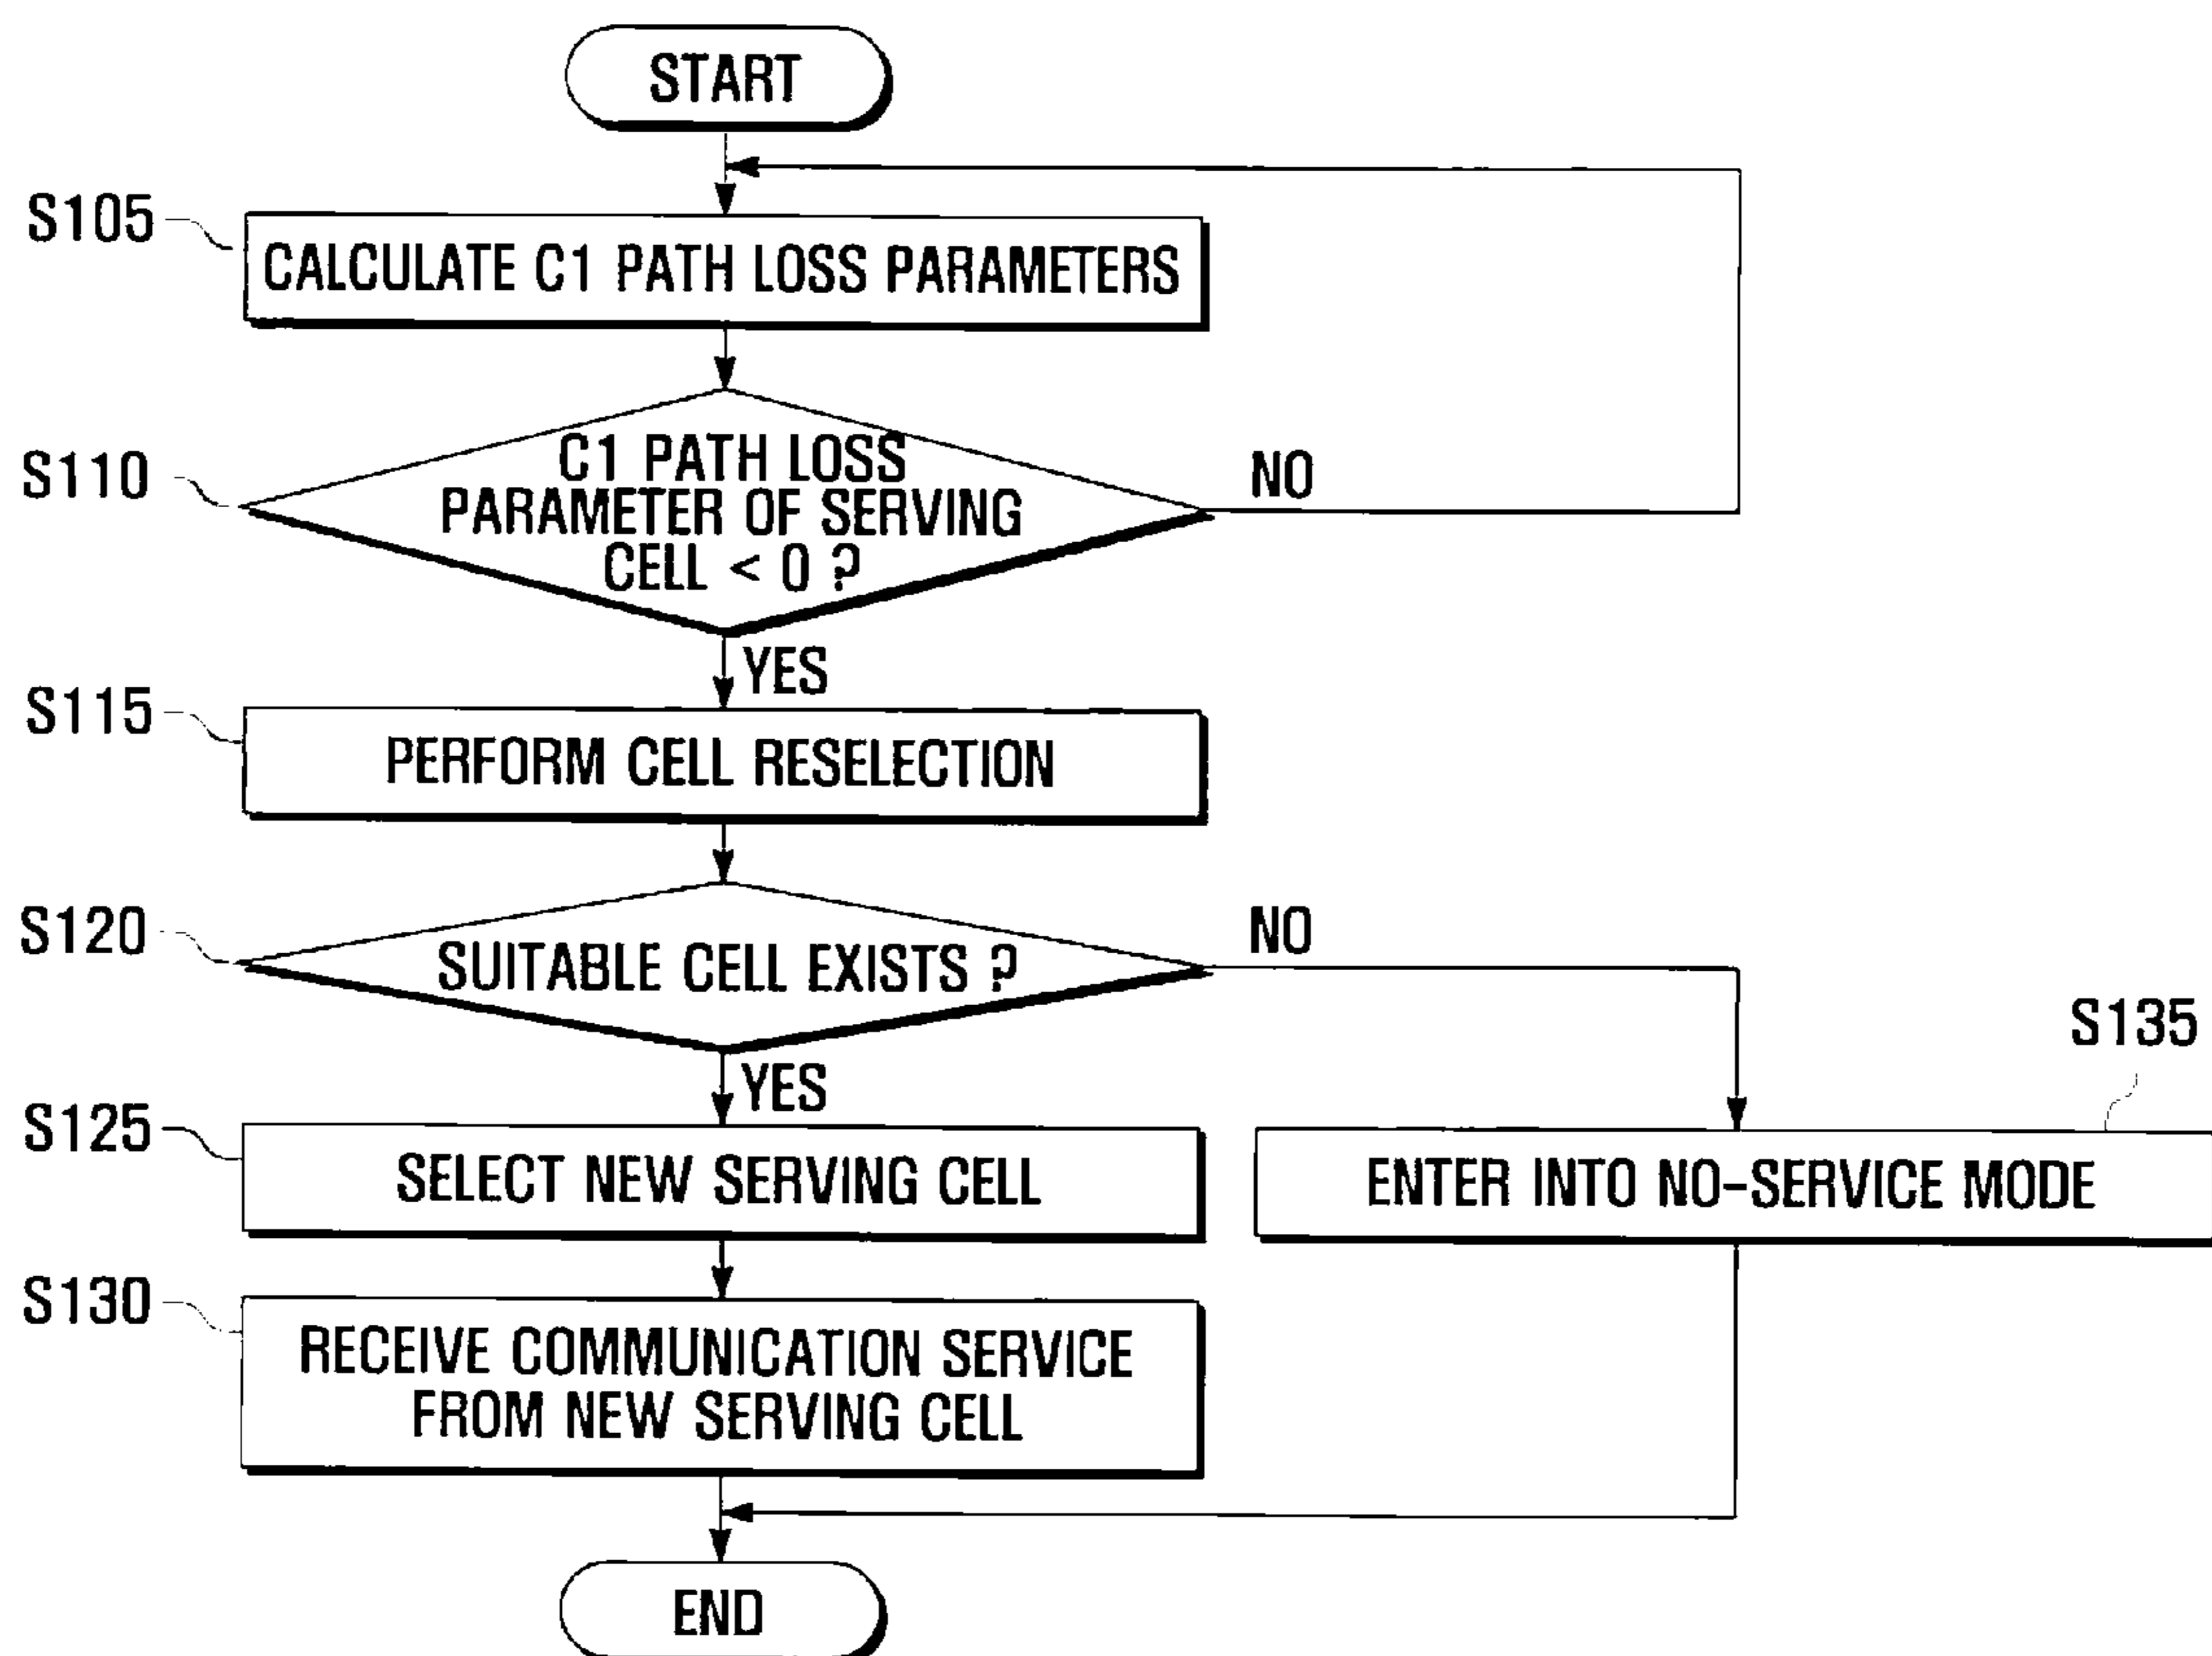 START
S105
CALCULATE C1 PATH LOSS PARAMETERS
S110
C1 PATH LOSS
PARAMETER OF SERVING
CELL < 0 ?
NO
YES
S115
PERFORM CELL RESELECTION
S120
SUITABLE CELL EXISTS ?
NO
YES
S135
S125
SELECT NEW SERVING CELL
ENTER INTO NO-SERVICE MODE
S130
RECEIVE COMMUNICATION SERVICE
FROM NEW SERVING CELL
END